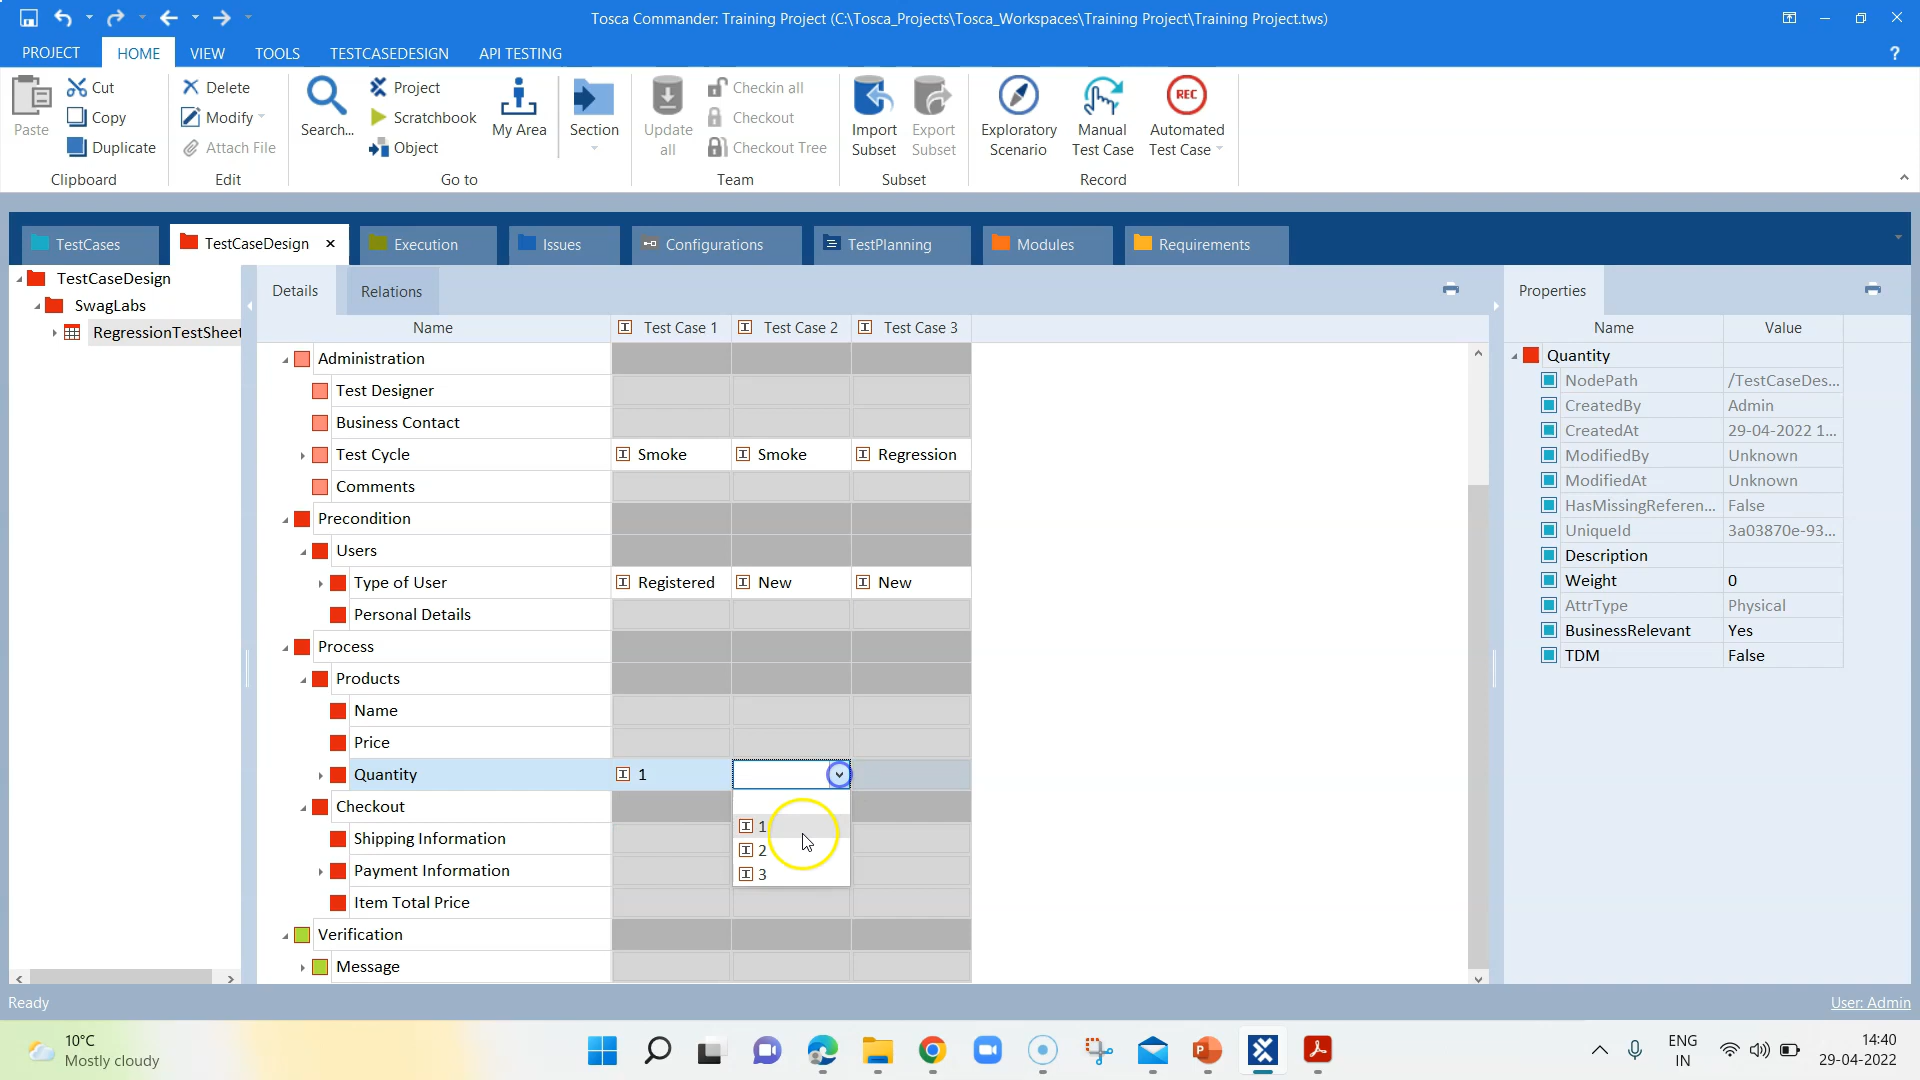 Tosca Commander: Training Project (C:\Tosca_Projects\Tosca_Workspaces\Training Project\Training Project.tws)
PROJECT HOME VIEW TOOLS TESTCASEDESIGN API TESTING ?
Paste
Cut
Copy
Duplicate
Clipboard
Delete
Modify
Attach File
Edit
Search...
Project
Scratchbook
Object
My Area
Go to
Section
Update all
Checkin all
Checkout
Checkout Tree
Team
Import Subset
Export Subset
Subset
Exploratory Scenario
Manual Test Case
REC
Automated Test Case
Record
TestCases TestCaseDesign Execution Issues Configurations TestPlanning Modules Requirements
TestCaseDesign
SwagLabs
RegressionTestSheet
Details Relations
Name Test Case 1 Test Case 2 Test Case 3
Administration
Test Designer
Business Contact
Test Cycle Smoke Smoke Regression
Comments
Precondition
Users
Type of User Registered New New
Personal Details
Process
Products
Name
Price
Quantity 1
1
2
3
Checkout
Shipping Information
Payment Information
Item Total Price
Verification
Message
Properties
Name Value
Quantity
NodePath /TestCaseDes...
CreatedBy Admin
CreatedAt 29-04-2022 1...
ModifiedBy Unknown
ModifiedAt Unknown
HasMissingReferen... False
UniqueId 3a03870e-93...
Description
Weight 0
AttrType Physical
BusinessRelevant Yes
TDM False
Ready User: Admin
10°C
Mostly cloudy
ENG
IN
14:40
29-04-2022